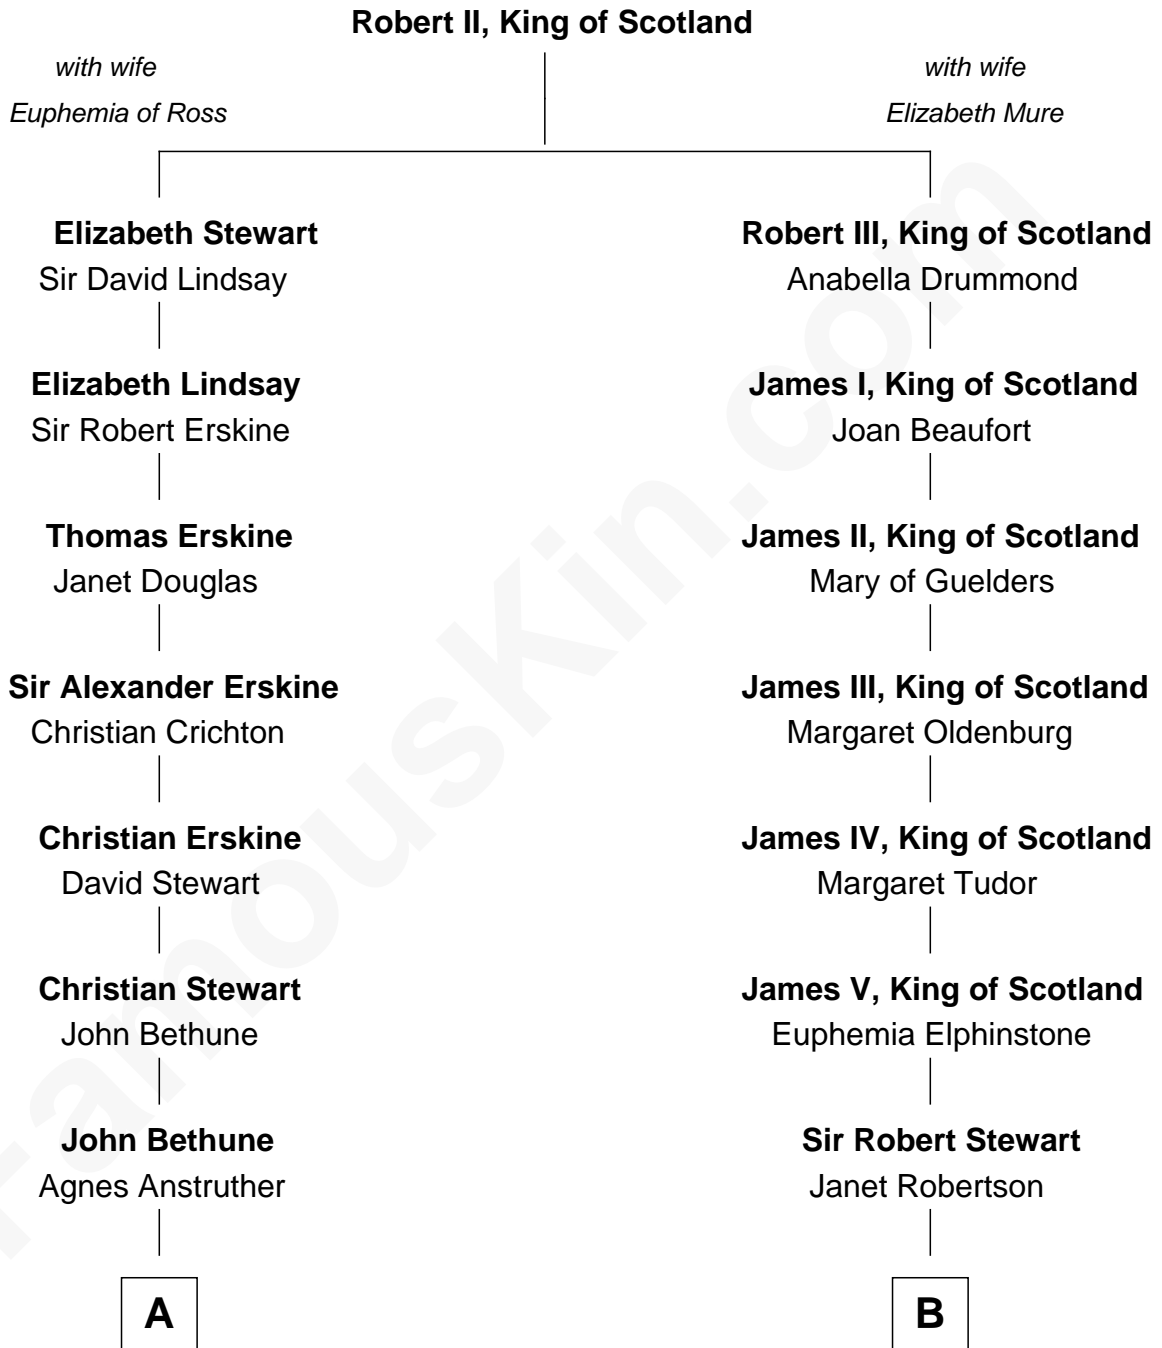 Robert II, King of Scotland
with wife
Euphemia of Ross
with wife
Elizabeth Mure
Elizabeth Stewart
Sir David Lindsay
Robert III, King of Scotland
Anabella Drummond
Elizabeth Lindsay
Sir Robert Erskine
James I, King of Scotland
Joan Beaufort
Thomas Erskine
Janet Douglas
James II, King of Scotland
Mary of Guelders
Sir Alexander Erskine
Christian Crichton
James III, King of Scotland
Margaret Oldenburg
Christian Erskine
David Stewart
James IV, King of Scotland
Margaret Tudor
Christian Stewart
John Bethune
James V, King of Scotland
Euphemia Elphinstone
John Bethune
Agnes Anstruther
Sir Robert Stewart
Janet Robertson
A
B
FamousKin.com